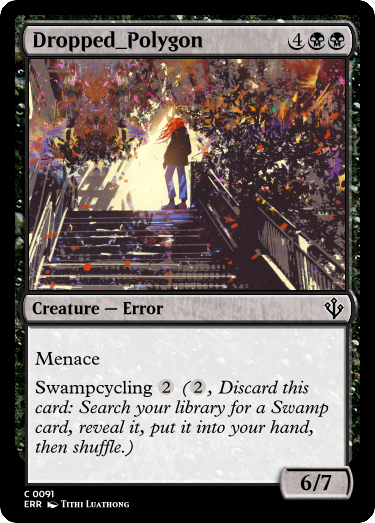 Dropped_Polygon 4
Creature — Error
Menace
Swampcycling 2 (2, Discard this
card: Search your library for a Swamp
card, reveal it, put it into your hand,
then shuffle.)
6/7
C 0091
ERR Tithi Luathong